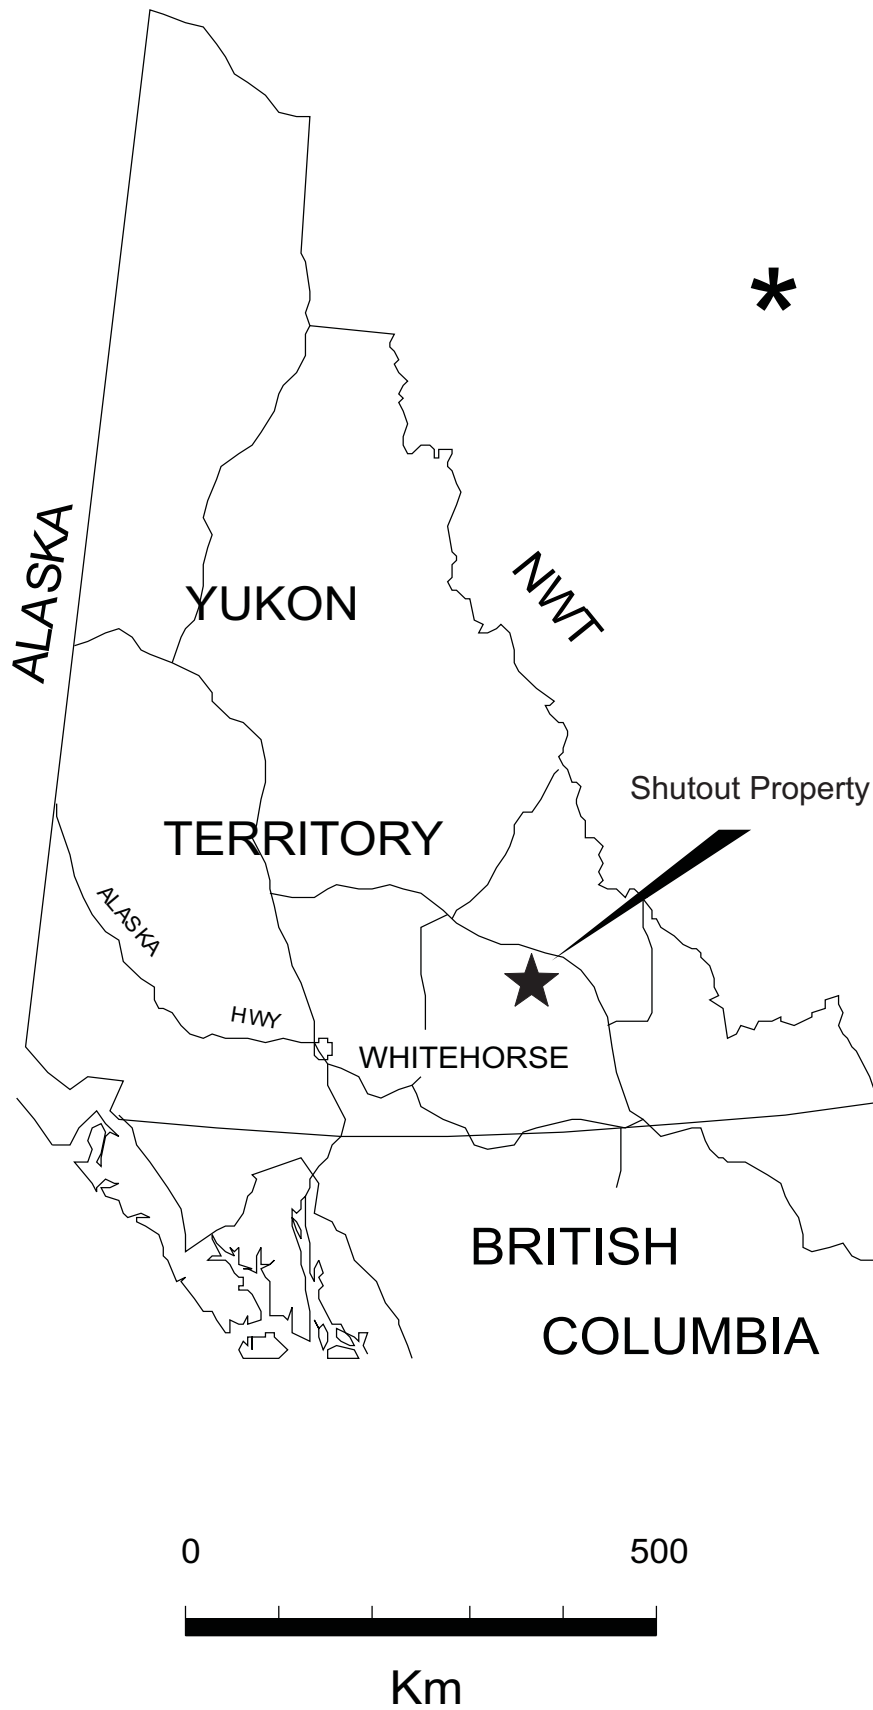 *
ALASKA
YUKON
NWT
Shutout Property
TERRITORY
ALASKA
HWY
WHITEHORSE
BRITISH
COLUMBIA
0 500
Km